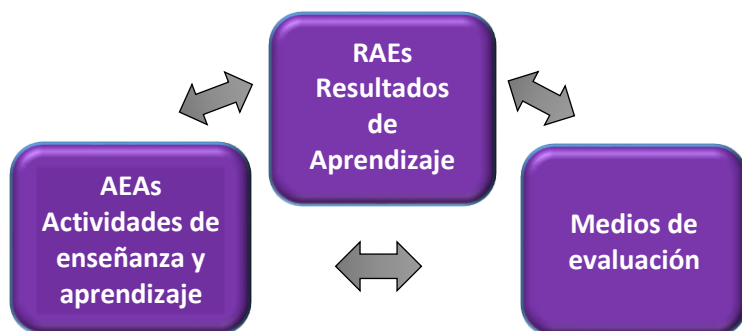 RAEs
Resultados
de
Aprendizaje
AEAs
Actividades de
enseñanza y
aprendizaje
Medios de
evaluación